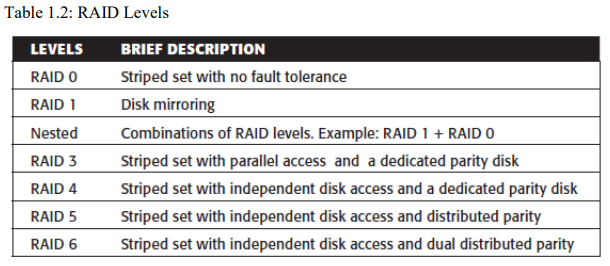 Table 1.2: RAID Levels
LEVELS BRIEF DESCRIPTION
RAID 0 Striped set with no fault tolerance
RAID 1 Disk mirroring
Nested Combinations of RAID levels. Example: RAID 1 + RAID 0
RAID 3 Striped set with parallel access and a dedicated parity disk
RAID 4 Striped set with independent disk access and a dedicated parity disk
RAID 5 Striped set with independent disk access and distributed parity
RAID 6 Striped set with independent disk access and dual distributed parity